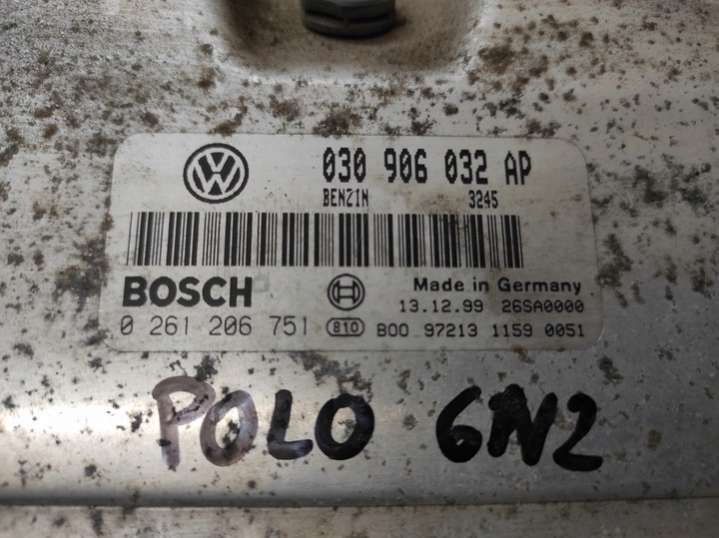 030 906 032 AP
BENZIN 3245
BOSCH Made in Germany
13.12.99 26SA0000
0 261 206 751 810 B00 97213 1159 0051
POLO 6N2